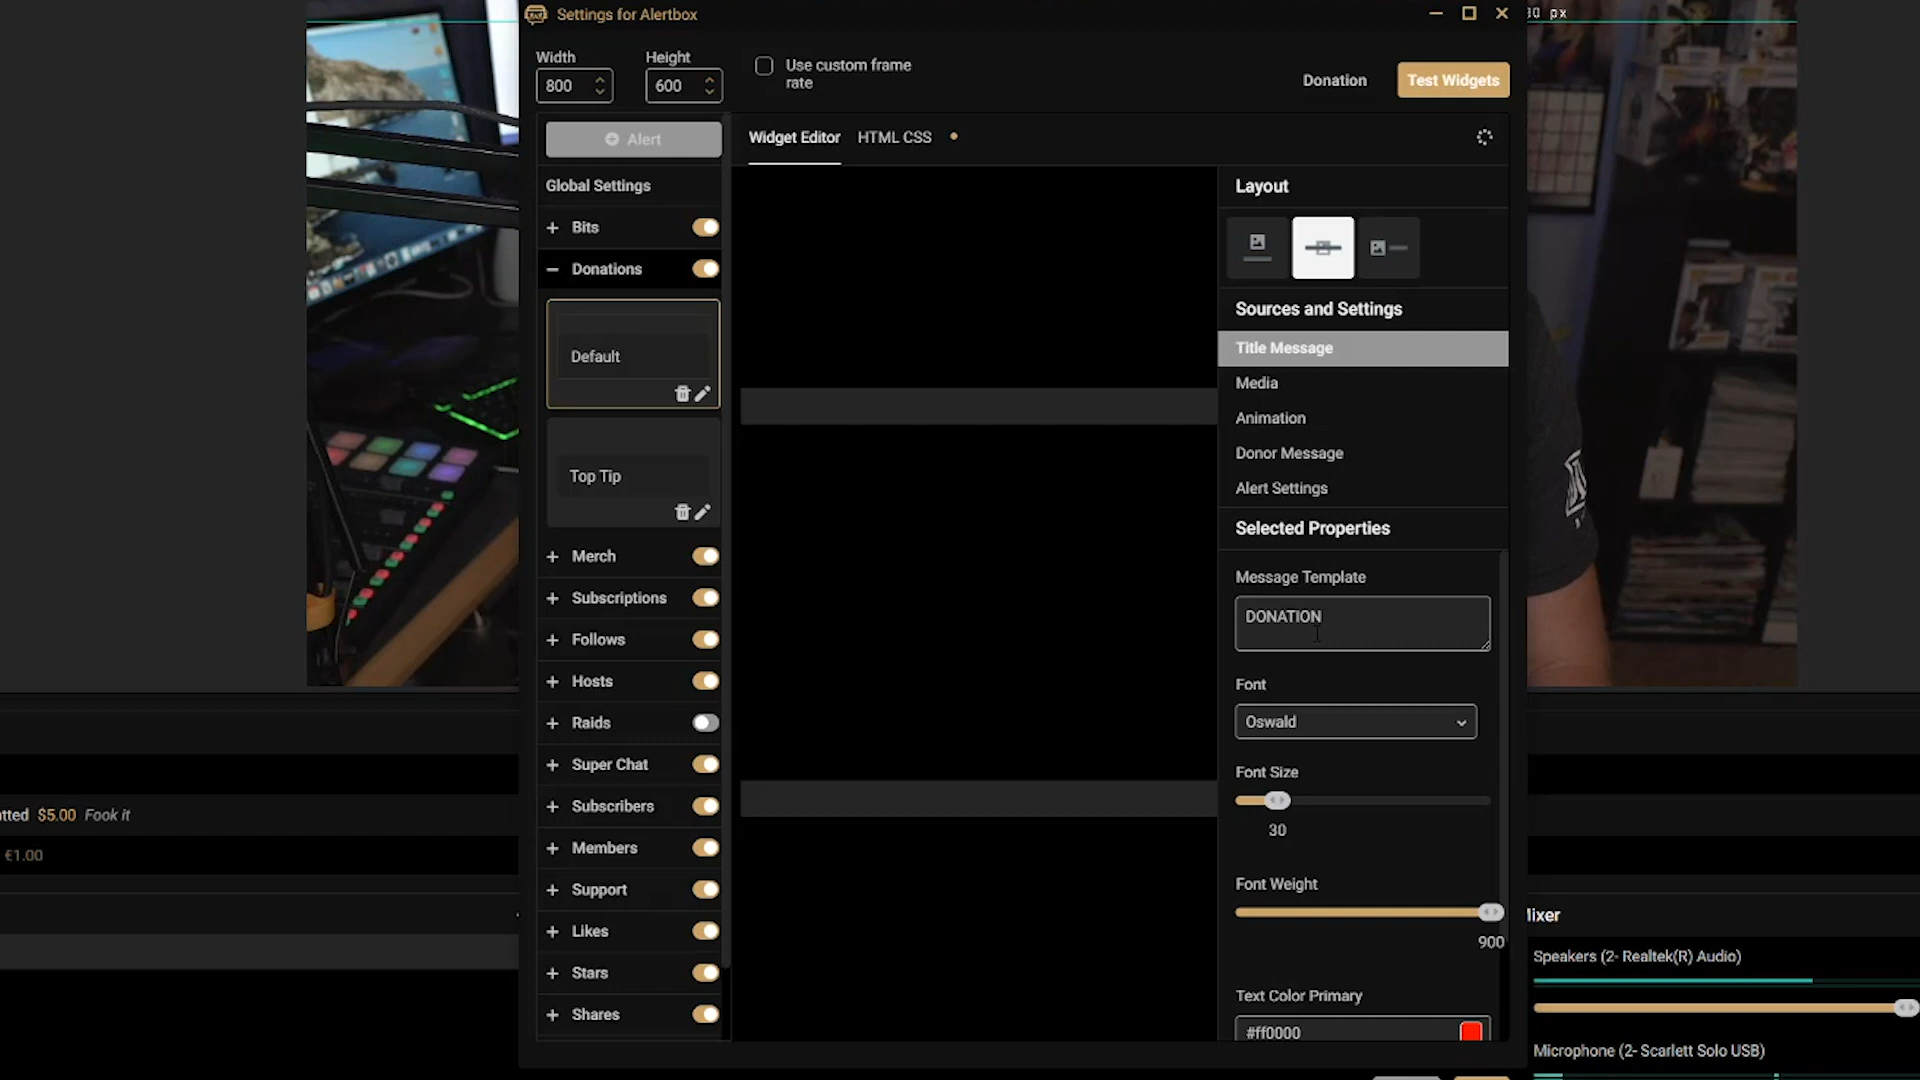 Settings for Alertbox
30 px
Width
Height
800
600
Use custom frame
rate
Donation
Test Widgets
Alert
Widget Editor
HTML CSS
Global Settings
Layout
Bits
Donations
Sources and Settings
Default
Title Message
Media
Animation
Donor Message
Top Tip
Alert Settings
Selected Properties
Merch
Message Template
Subscriptions
DONATION
Follows
Hosts
Font
Raids
Oswald
Super Chat
Font Size
Subscribers
30
$5.00 Fook it
€1.00
Members
Support
Font Weight
Likes
900
Stars
Speakers (2- Realtek(R) Audio)
Text Color Primary
Shares
#ff0000
Microphone (2- Scarlett Solo USB)